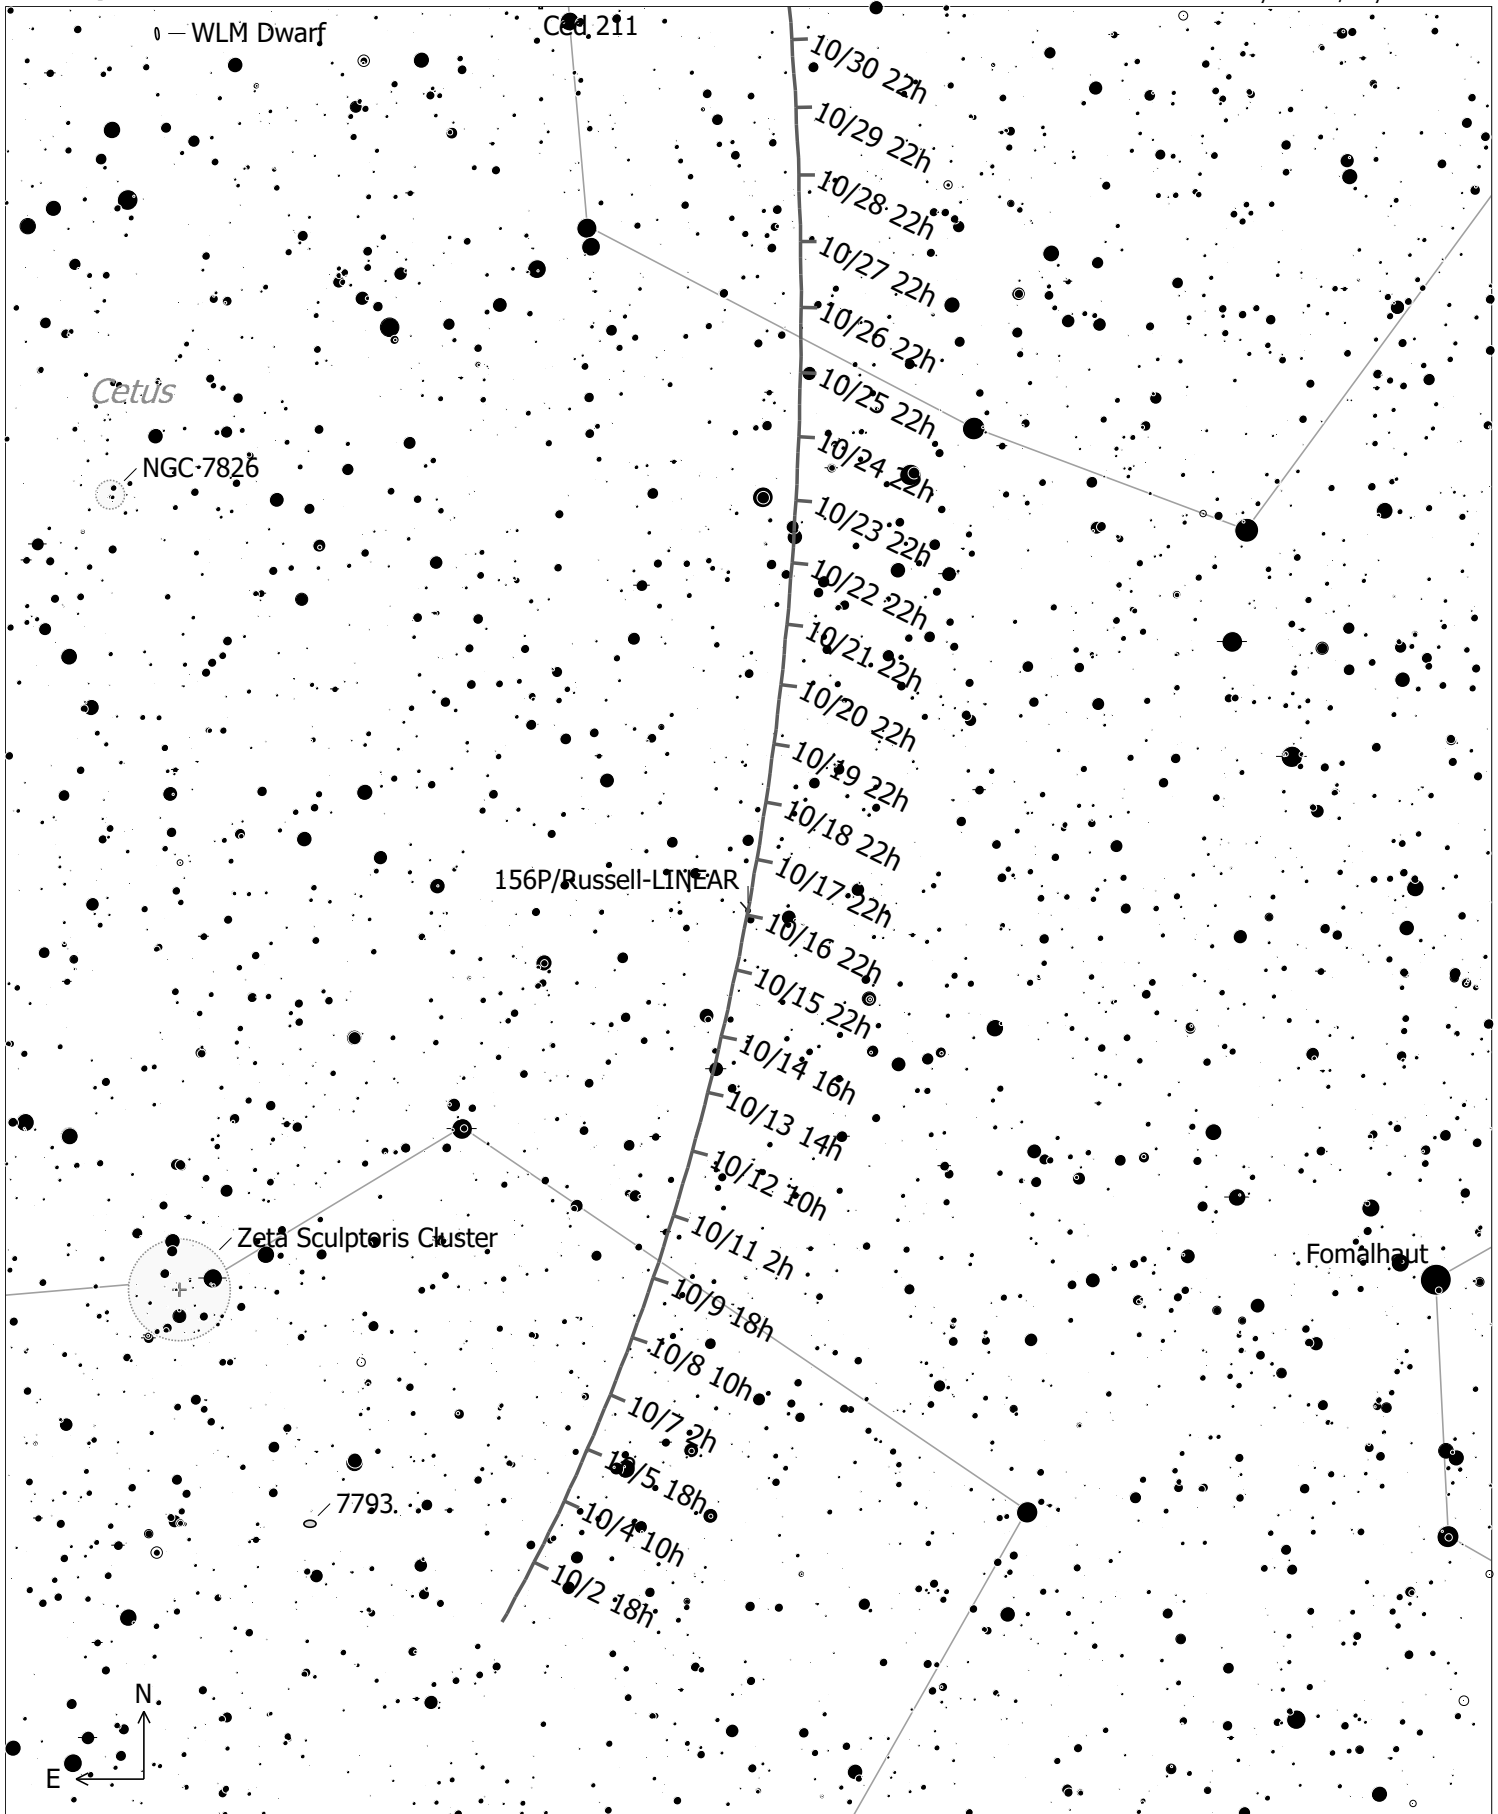 WLM Dwarf
Ced 211
10/30 22h
10/29 22h
10/28 22h
10/27 22h
10/26 22h
10/25 22h
Cetus
10/24 22h
NGC 7826
10/23 22h
10/22 22h
10/21 22h
10/20 22h
10/19 22h
10/18 22h
10/17 22h
156P/Russell-LINEAR
10/16 22h
10/15 22h
10/14 16h
10/13 14h
10/12 10h
10/11 2h
Zeta Sculptoris Cluster
Fomalhaut
10/9 18h
10/8 10h
10/7 2h
10/5 18h
7793
10/4 10h
10/2 18h
N
E